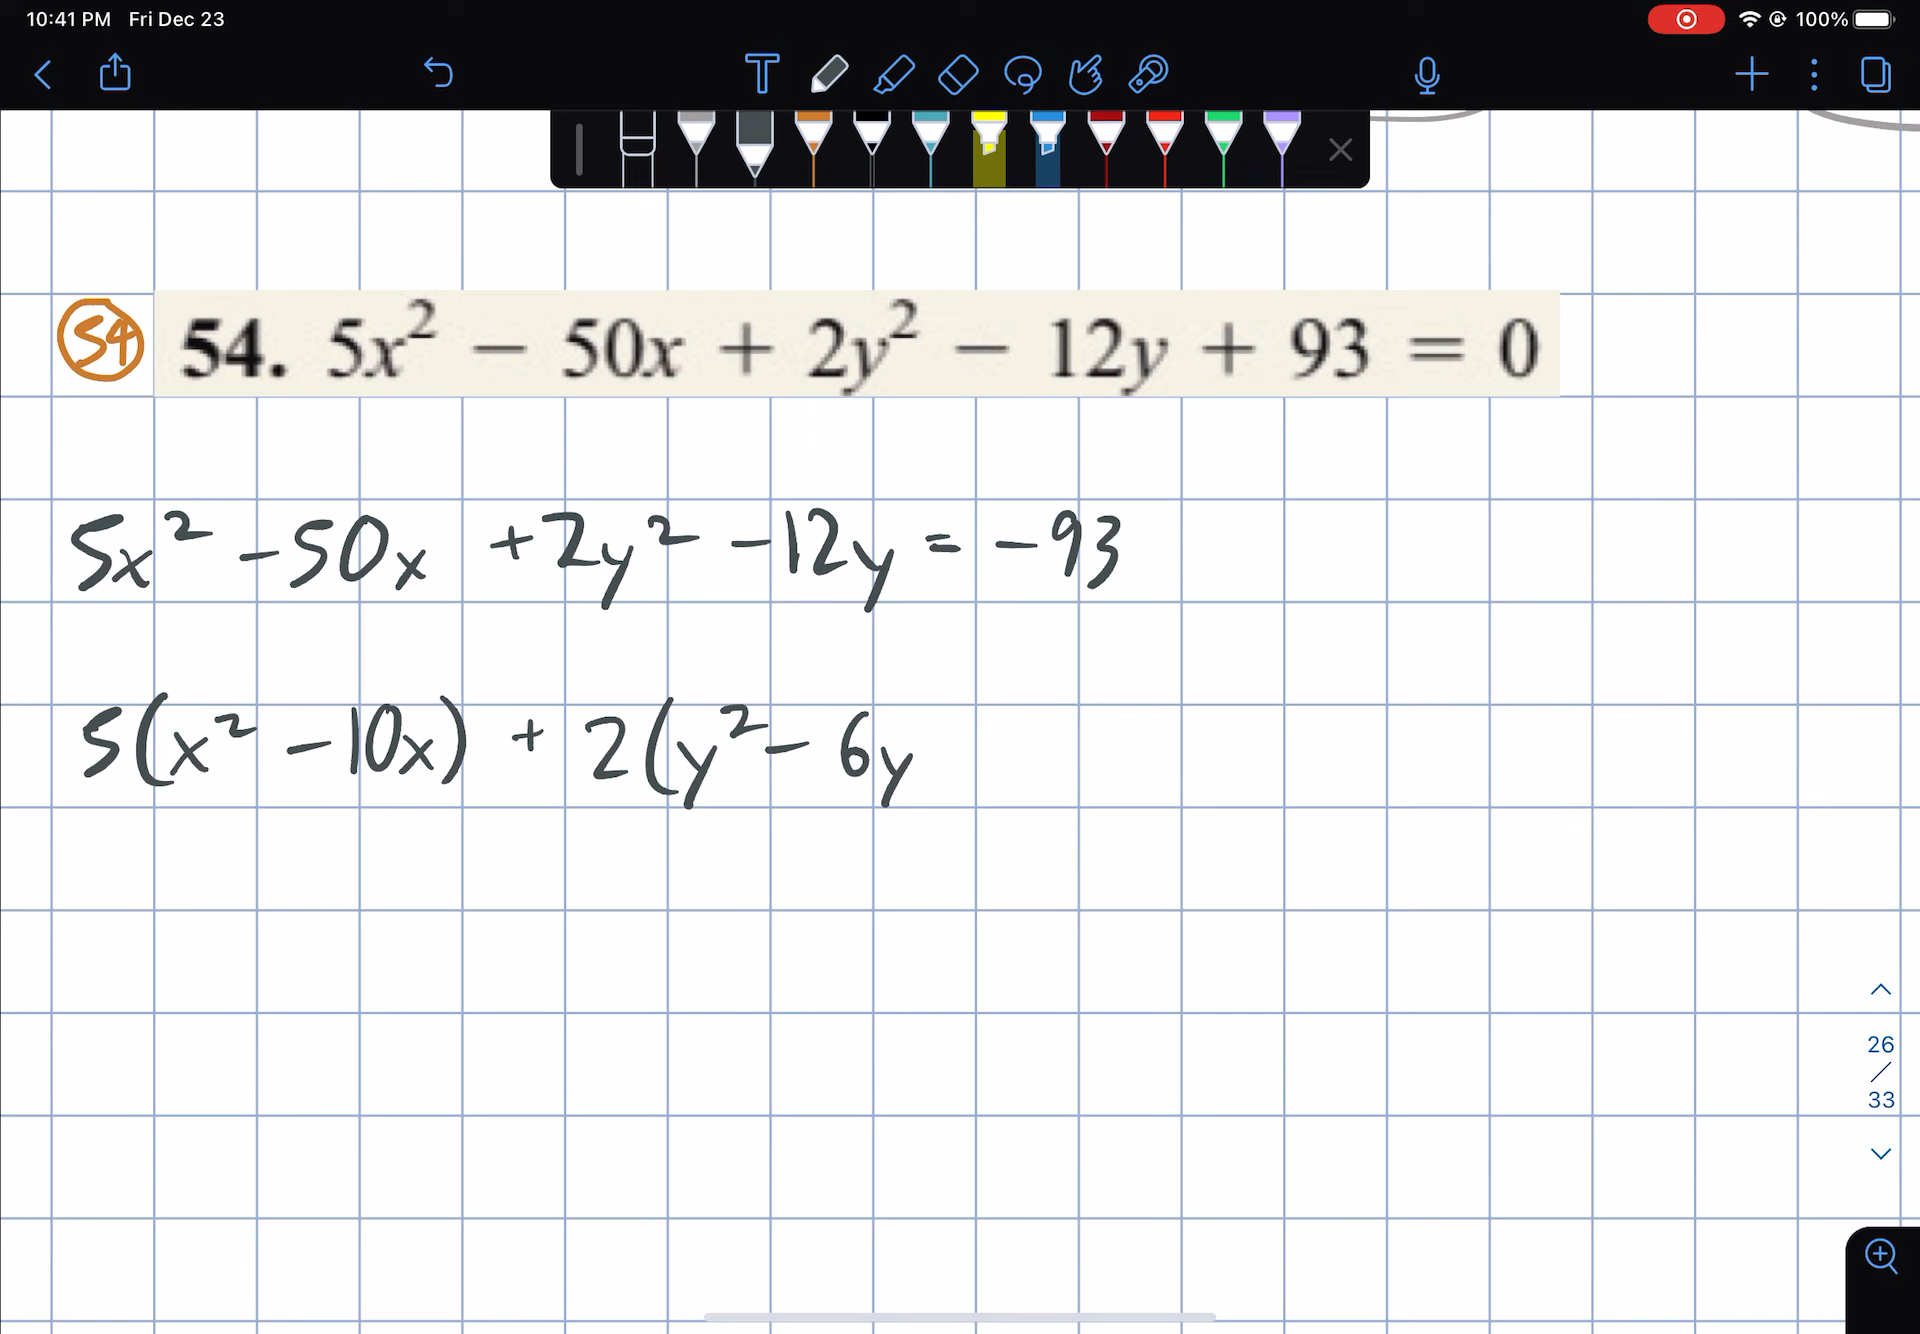 10:41 PM Fri Dec 23 100%
T
54 54. 5x² − 50x + 2y² − 12y + 93 = 0
5x² −50x +2y² −12y = −93
5(x² −10x) + 2(y² − 6y
26
/
33